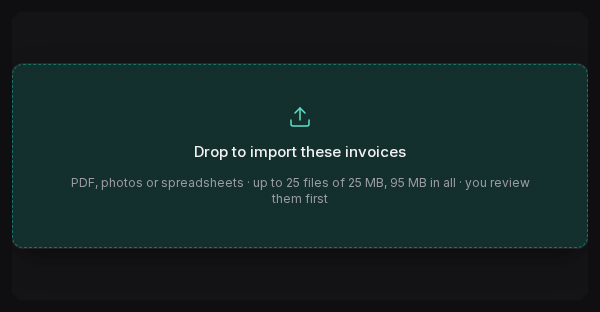 Drop to import these invoices
PDF, photos or spreadsheets · up to 25 files of 25 MB, 95 MB in all · you review
them first